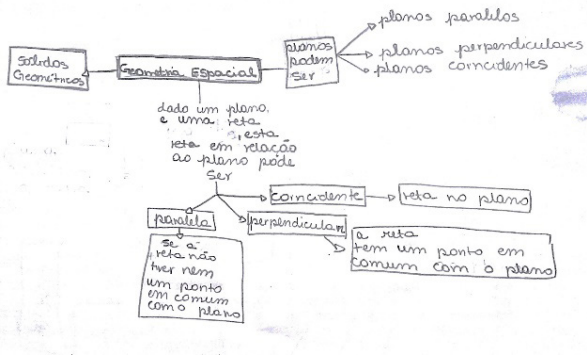 Sólidos
Geométricos
Geometria Espacial
planos
podem
ser
planos paralelos
planos perpendiculares
planos coincidentes
dado um plano,
e uma reta
, esta
reta em relação
ao plano pode
ser
coincidente
reta no plano
paralela
perpendicular
se a
reta não
tiver nem
um ponto
em comum
com o plano
a reta
tem um ponto em
comum com o plano